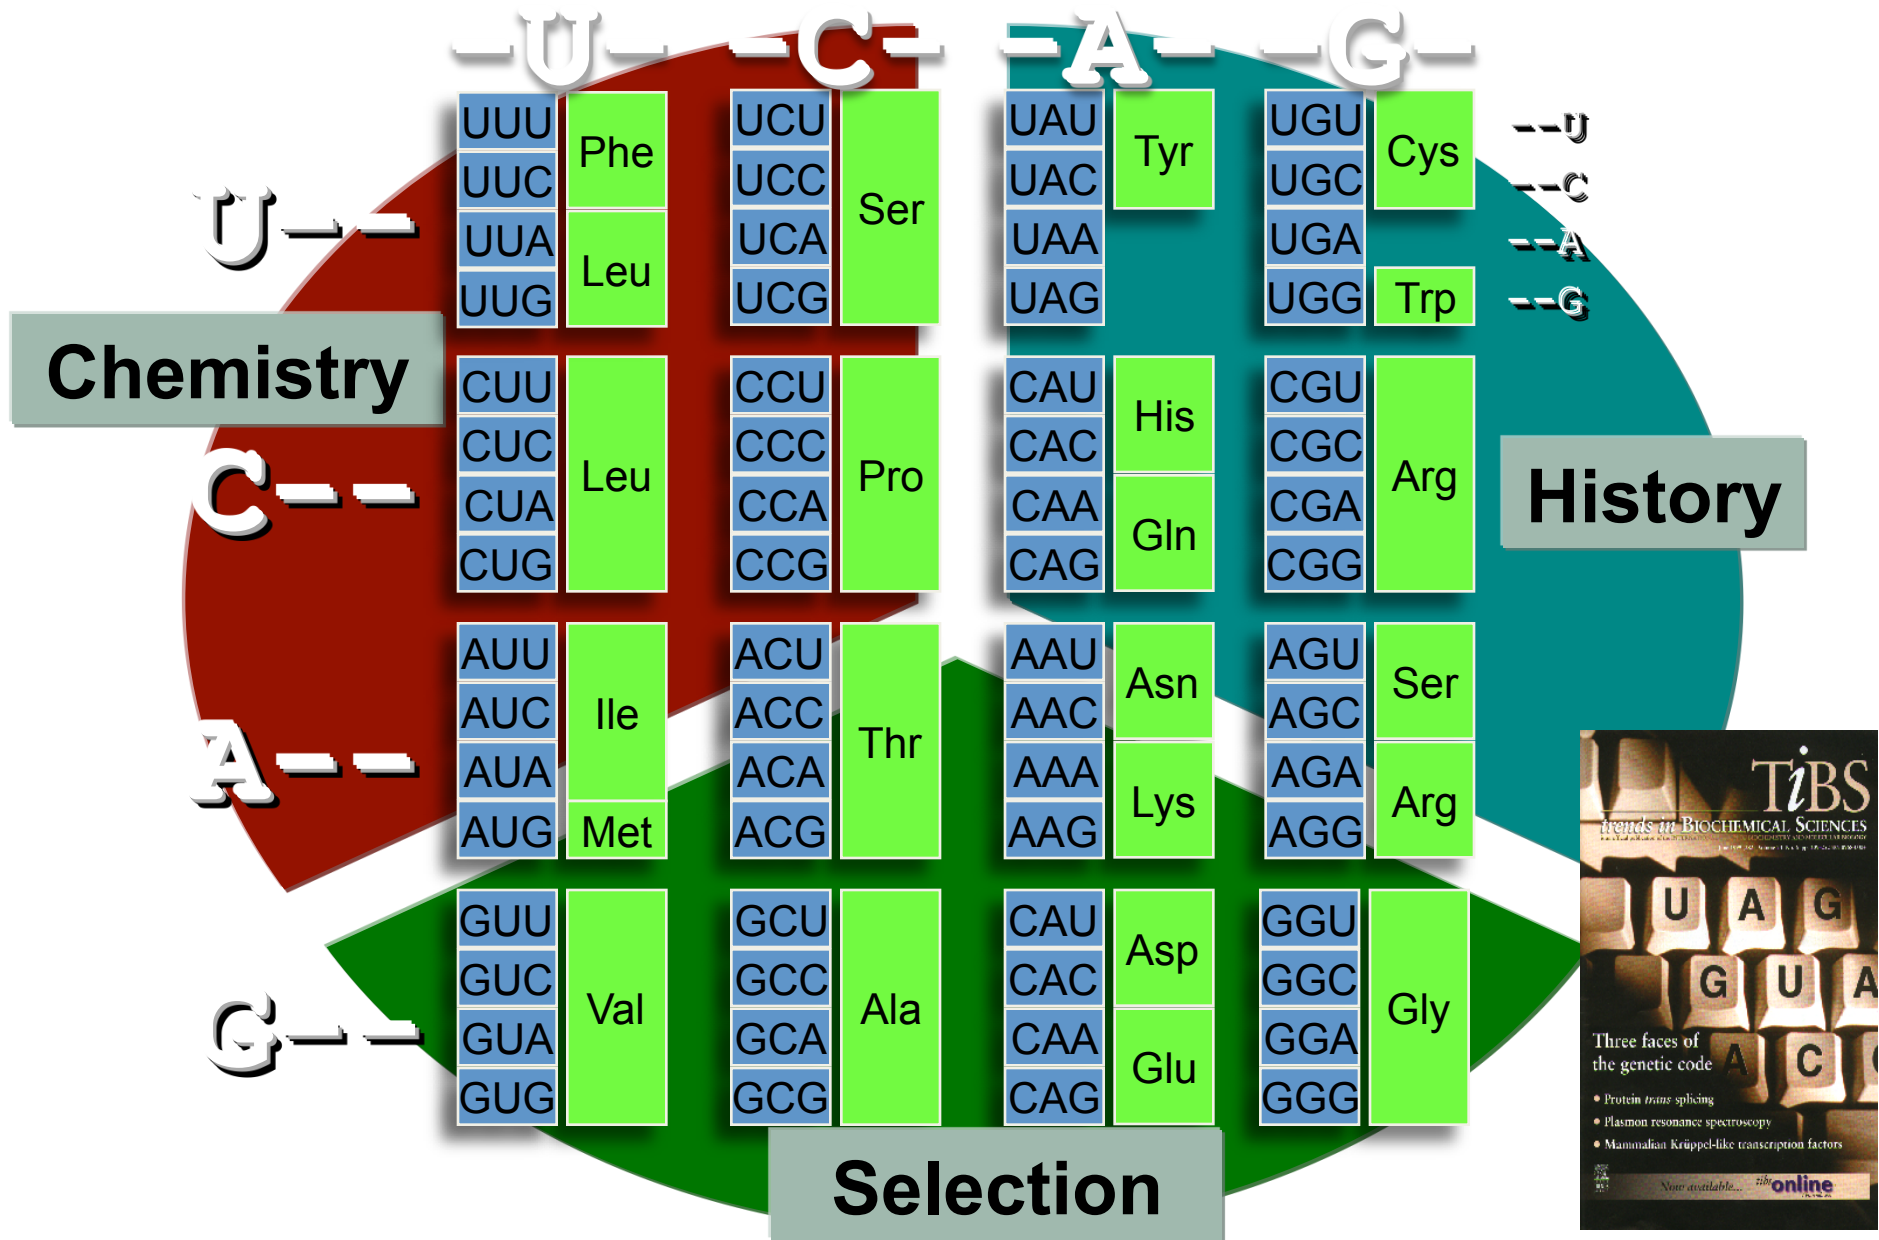 -U- -C- -A- -G-
U--
UUU
UUC
UUA
UUG
Phe
Leu
UCU
UCC
UCA
UCG
Ser
UAU
UAC
UAA
UAG
Tyr
UGU
UGC
UGA
UGG
Cys
Trp
--U
--C
--A
--G
Chemistry
C--
CUU
CUC
CUA
CUG
Leu
CCU
CCC
CCA
CCG
Pro
CAU
CAC
CAA
CAG
His
Gln
CGU
CGC
CGA
CGG
Arg
History
A--
AUU
AUC
AUA
AUG
Ile
Met
ACU
ACC
ACA
ACG
Thr
AAU
AAC
AAA
AAG
Asn
Lys
AGU
AGC
AGA
AGG
Ser
Arg
G--
GUU
GUC
GUA
GUG
Val
GCU
GCC
GCA
GCG
Ala
CAU
CAC
CAA
CAG
Asp
Glu
GGU
GGC
GGA
GGG
Gly
Selection
TiBS
trends in BIOCHEMICAL SCIENCES
U A G
G U A
A C
Three faces of
the genetic code
• Protein trans splicing
• Plasmon resonance spectroscopy
• Mammalian Krüppel-like transcription factors
Now available... tibs online